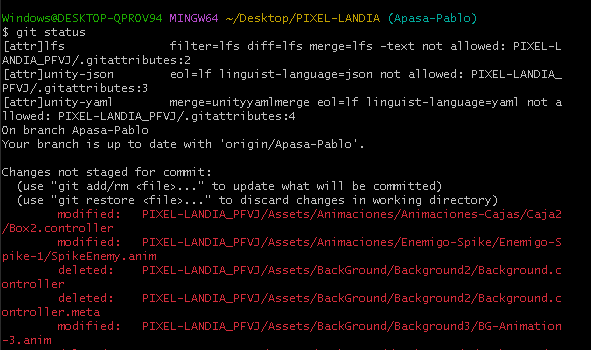 Windows@DESKTOP-QPROV94 MINGW64 ~/Desktop/PIXEL-LANDIA (Apasa-Pablo)
$ git status
[attr]lfs              filter=lfs diff=lfs merge=lfs -text not allowed: PIXEL-L
ANDIA_PFVJ/.gitattributes:2
[attr]unity-json       eol=lf linguist-language=json not allowed: PIXEL-LANDIA_
PFVJ/.gitattributes:3
[attr]unity-yaml       merge=unityyamlmerge eol=lf linguist-language=yaml not a
llowed: PIXEL-LANDIA_PFVJ/.gitattributes:4
On branch Apasa-Pablo
Your branch is up to date with 'origin/Apasa-Pablo'.

Changes not staged for commit:
  (use "git add/rm <file>..." to update what will be committed)
  (use "git restore <file>..." to discard changes in working directory)
        modified:   PIXEL-LANDIA_PFVJ/Assets/Animaciones/Animaciones-Cajas/Caja2
/Box2.controller
        modified:   PIXEL-LANDIA_PFVJ/Assets/Animaciones/Enemigo-Spike/Enemigo-S
pike-1/SpikeEnemy.anim
        deleted:    PIXEL-LANDIA_PFVJ/Assets/BackGround/Background2/Background.c
ontroller
        deleted:    PIXEL-LANDIA_PFVJ/Assets/BackGround/Background2/Background.c
ontroller.meta
        modified:   PIXEL-LANDIA_PFVJ/Assets/BackGround/Background3/BG-Animation
-3.anim